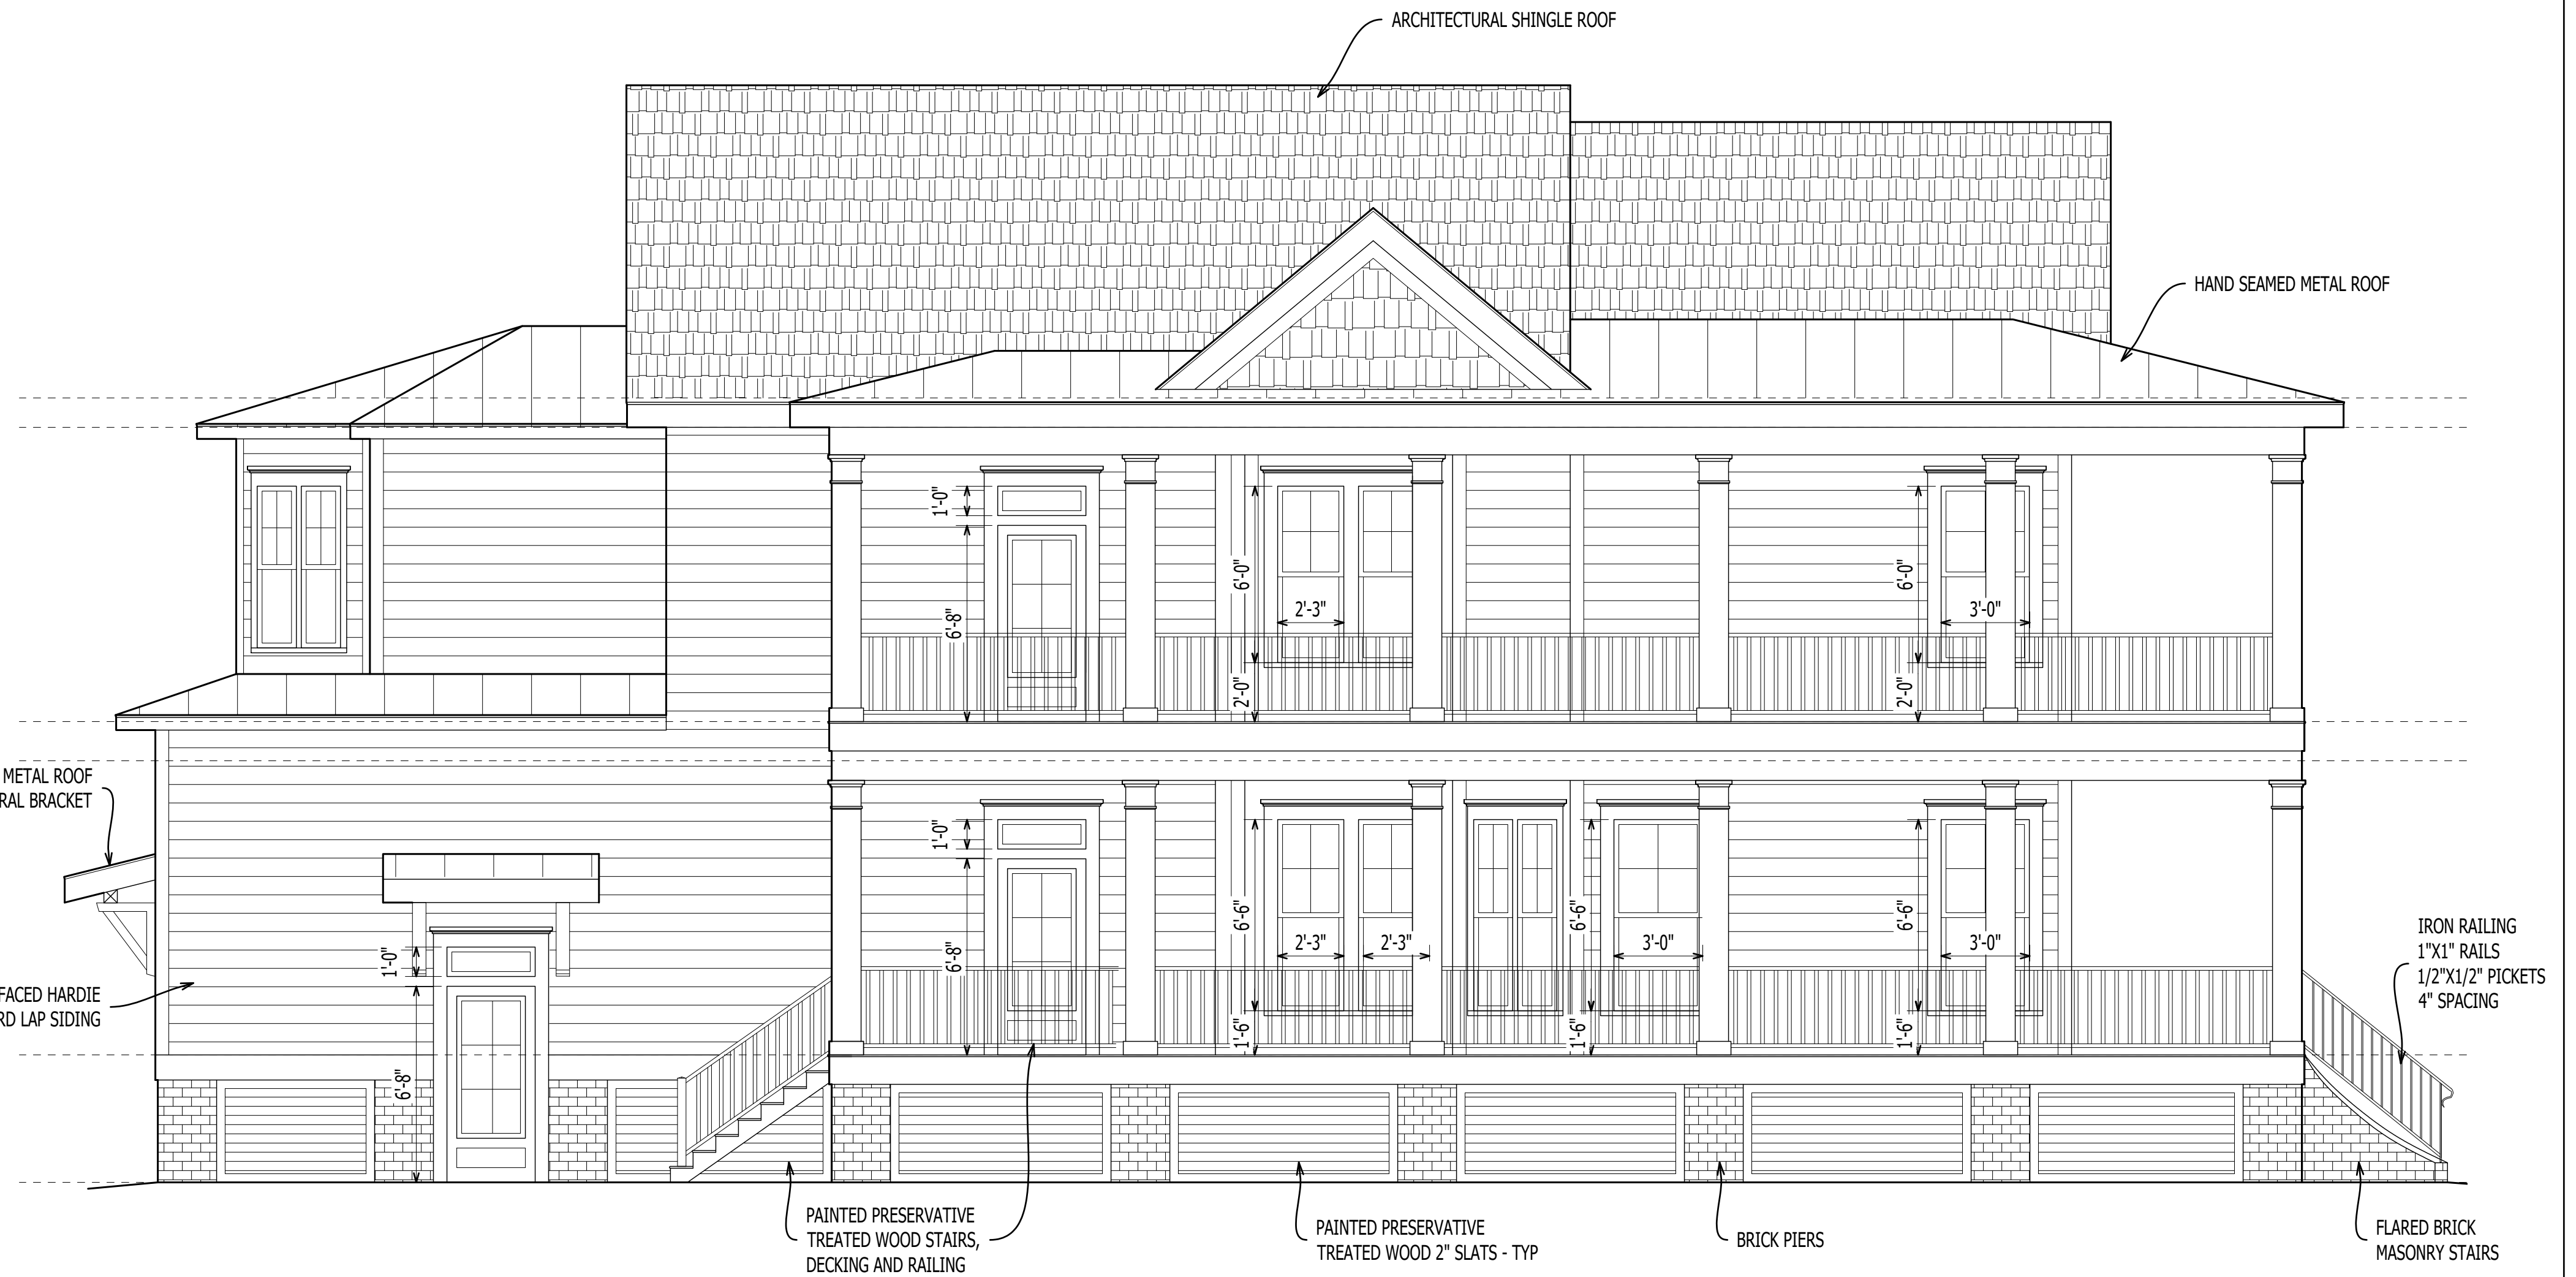 ARCHITECTURAL SHINGLE ROOF
HAND SEAMED METAL ROOF
1'-0"
6'-8"
6'-0"
2'-3"
2'-0"
6'-0"
3'-0"
2'-0"
METAL ROOF
RAL BRACKET
FACED HARDIE
RD LAP SIDING
1'-0"
6'-8"
1'-0"
6'-8"
6'-6"
2'-3"
2'-3"
1'-6"
6'-6"
3'-0"
1'-6"
6'-6"
3'-0"
1'-6"
IRON RAILING
1"X1" RAILS
1/2"X1/2" PICKETS
4" SPACING
PAINTED PRESERVATIVE
TREATED WOOD STAIRS,
DECKING AND RAILING
PAINTED PRESERVATIVE
TREATED WOOD 2" SLATS - TYP
BRICK PIERS
FLARED BRICK
MASONRY STAIRS